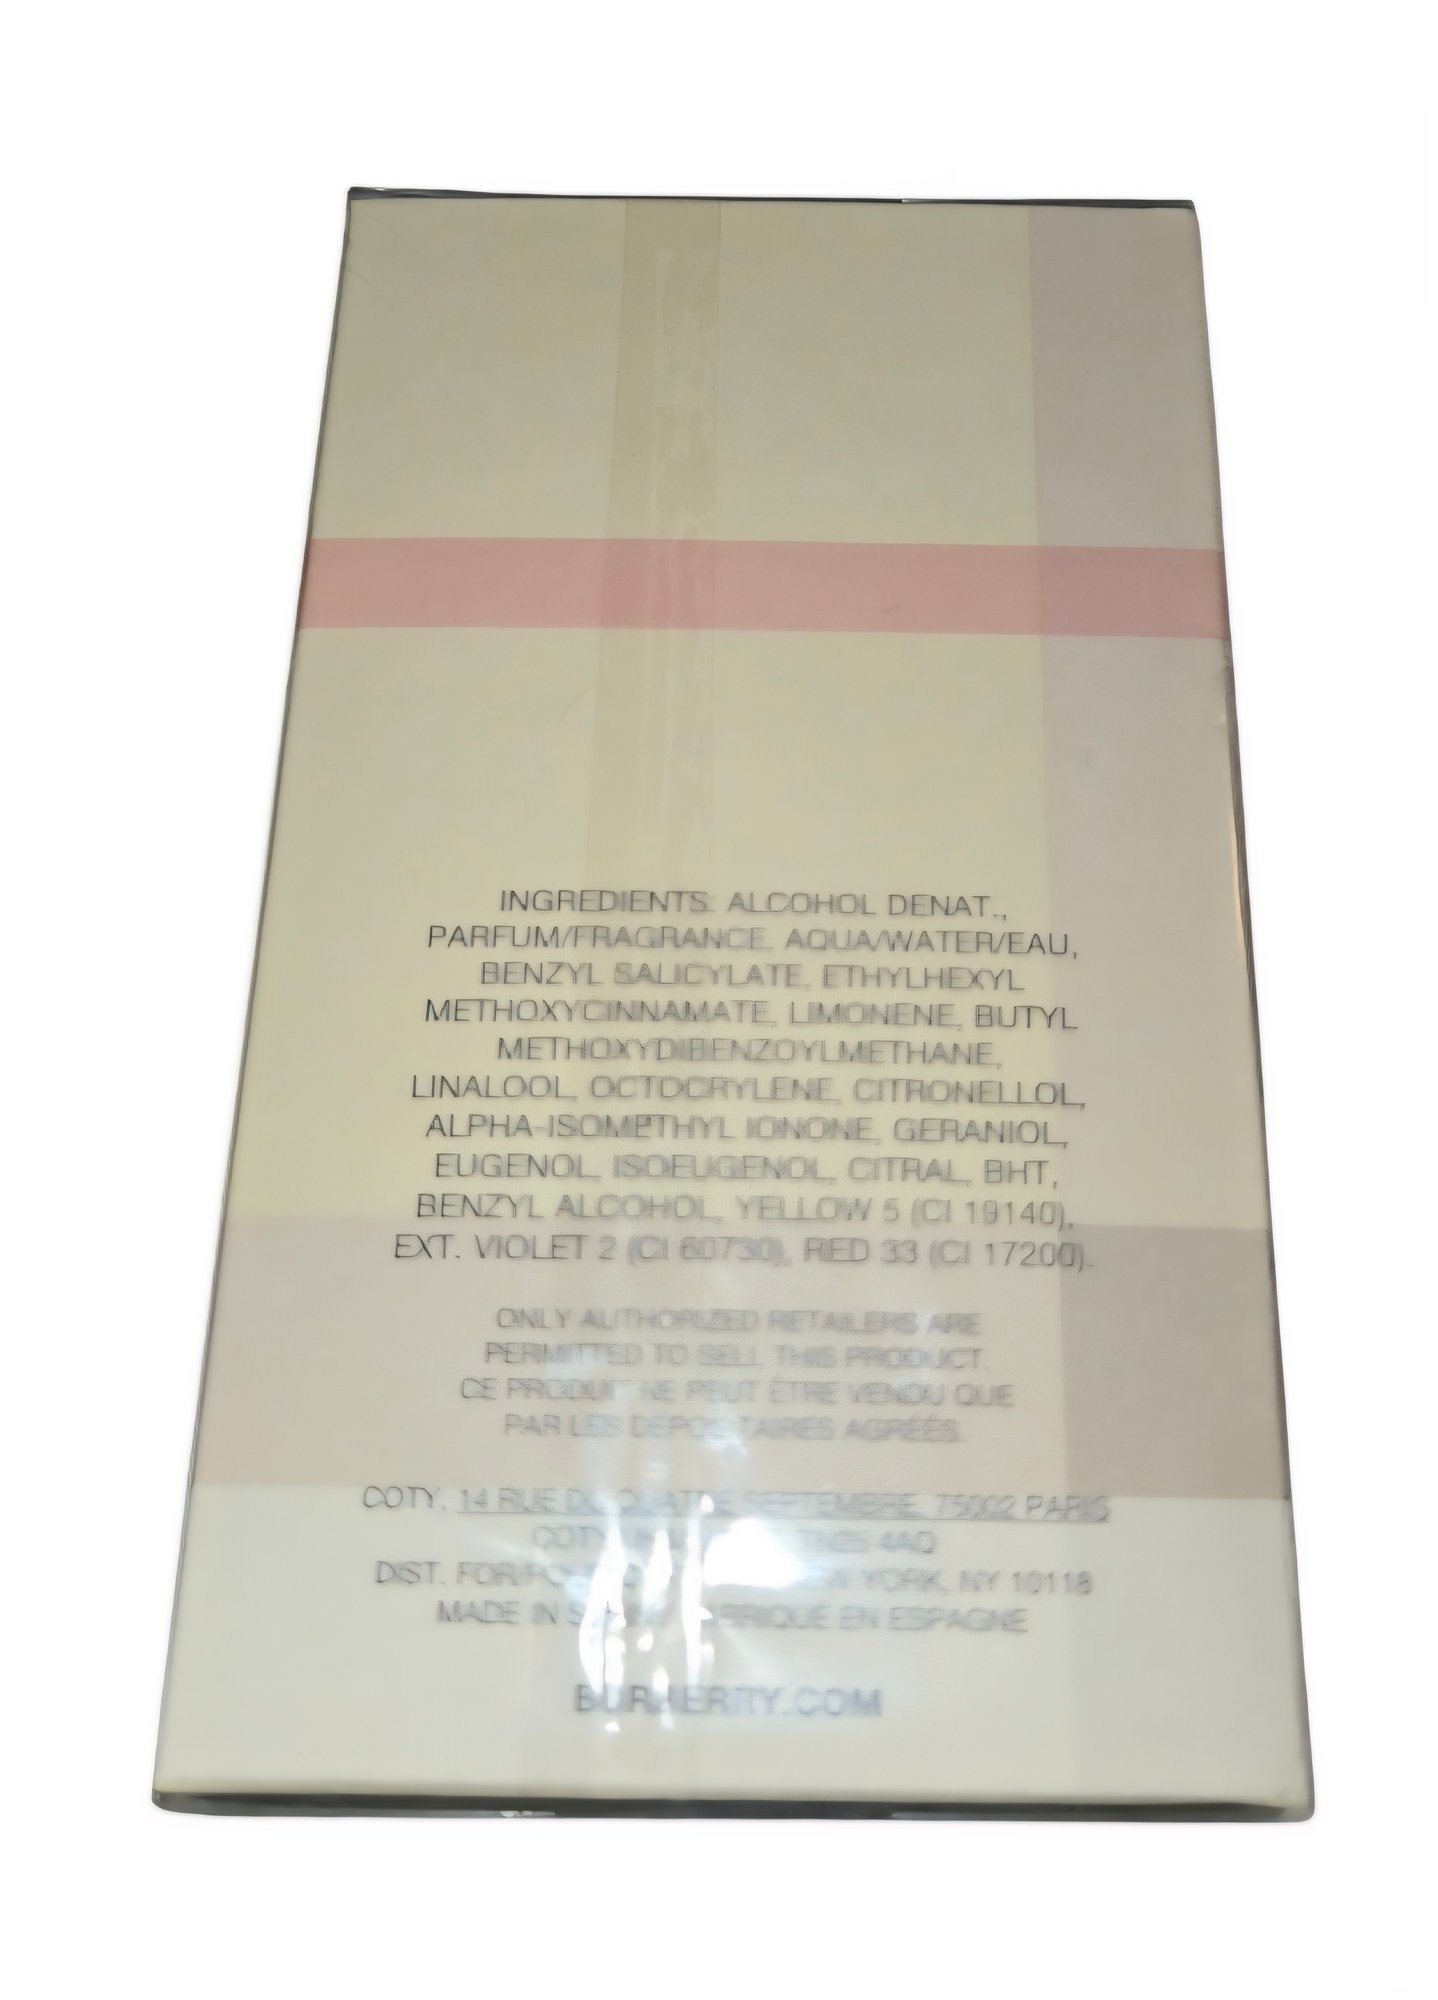 INGREDIENTS: ALCOHOL DENAT.,
PARFUM/FRAGRANCE, AQUA/WATER/EAU,
BENZYL SALICYLATE, ETHYLHEXYL
METHOXYCINNAMATE, LIMONENE, BUTYL
METHOXYDIBENZOYLMETHANE,
LINALOOL, OCTOCRYLENE, CITRONELLOL,
ALPHA-ISOMETHYL IONONE, GERANIOL,
EUGENOL, ISOEUGENOL, CITRAL, BHT,
BENZYL ALCOHOL, YELLOW 5 (CI 19140),
EXT. VIOLET 2 (CI 60730), RED 33 (CI 17200).
ONLY AUTHORIZED RETAILERS ARE
PERMITTED TO SELL THIS PRODUCT.
CE PRODUIT NE PEUT ÊTRE VENDU QUE
PAR LES DÉPOSITAIRES AGRÉÉS.
COTY, 14 RUE DU QUATRE SEPTEMBRE, 75002 PARIS
COTY 4AQ
DIST. YORK, NY 10118
MADE IN EN ESPAGNE
BURBERRY.COM